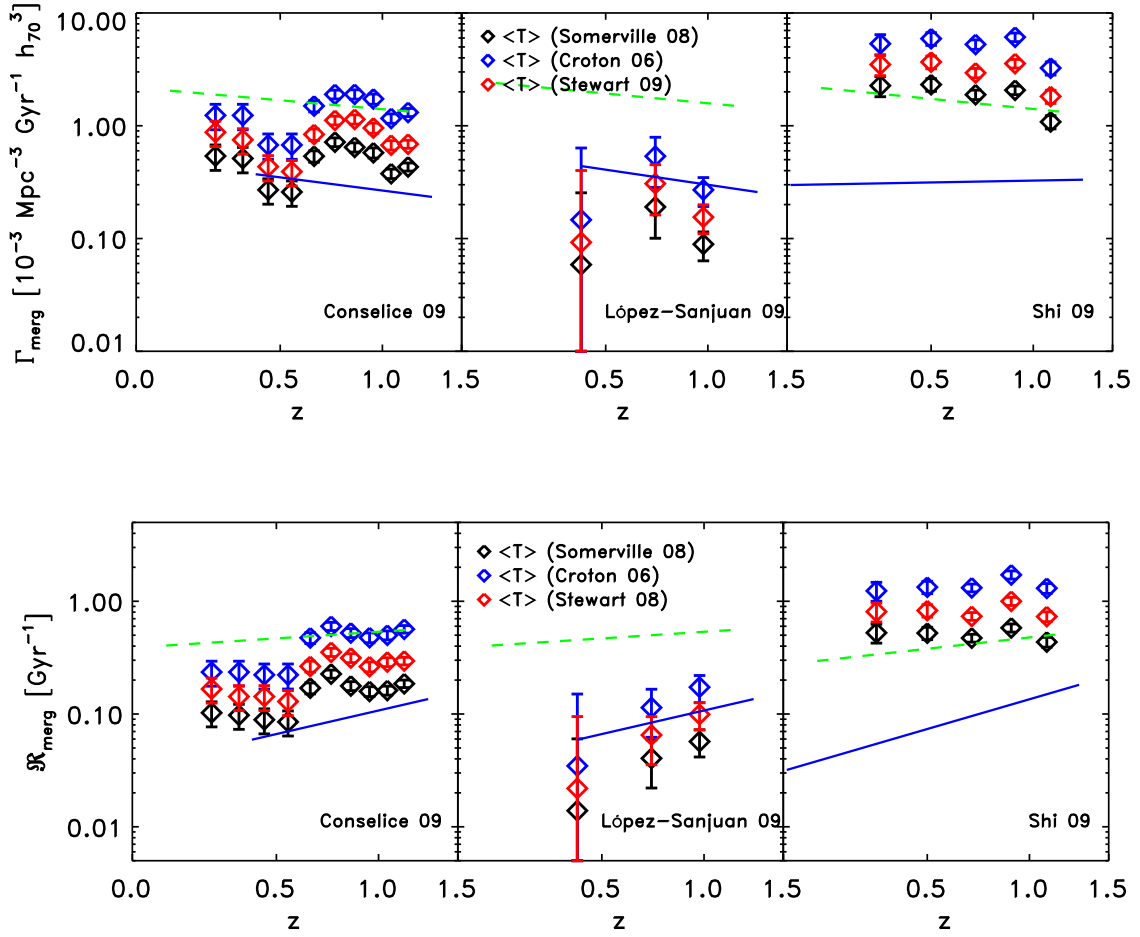 10.00
1.00
0.10
0.01
Γmerg [10⁻³ Mpc⁻³ Gyr⁻¹ h₇₀³]
<T> (Somerville 08)
<T> (Croton 06)
<T> (Stewart 09)
Conselice 09
López-Sanjuan 09
Shi 09
0.0 0.5 1.0 1.5 0.5 1.0 1.5 0.5 1.0 1.5
z z z
1.00
0.10
0.01
ℜmerg [Gyr⁻¹]
<T> (Somerville 08)
<T> (Croton 06)
<T> (Stewart 08)
Conselice 09
López-Sanjuan 09
Shi 09
0.0 0.5 1.0 1.5 0.5 1.0 1.5 0.5 1.0 1.5
z z z